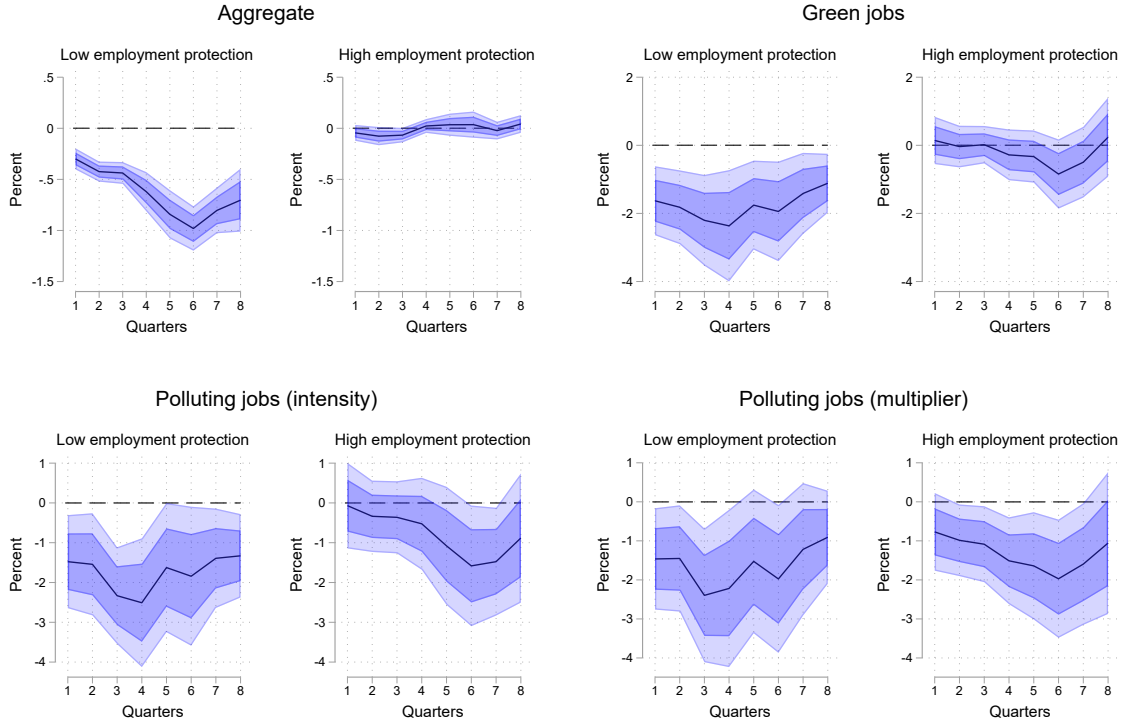 Aggregate
Green jobs
Low employment protection
High employment protection
Low employment protection
High employment protection
.5
0
-.5
-1
-1.5
Percent
1 2 3 4 5 6 7 8
Quarters
.5
0
-.5
-1
-1.5
1 2 3 4 5 6 7 8
Quarters
2
0
-2
-4
Percent
1 2 3 4 5 6 7 8
Quarters
2
0
-2
-4
1 2 3 4 5 6 7 8
Quarters
Polluting jobs (intensity)
Polluting jobs (multiplier)
Low employment protection
High employment protection
Low employment protection
High employment protection
1
0
-1
-2
-3
-4
Percent
1 2 3 4 5 6 7 8
Quarters
1
0
-1
-2
-3
-4
Percent
1 2 3 4 5 6 7 8
Quarters
1
0
-1
-2
-3
-4
Percent
1 2 3 4 5 6 7 8
Quarters
1
0
-1
-2
-3
-4
Percent
1 2 3 4 5 6 7 8
Quarters